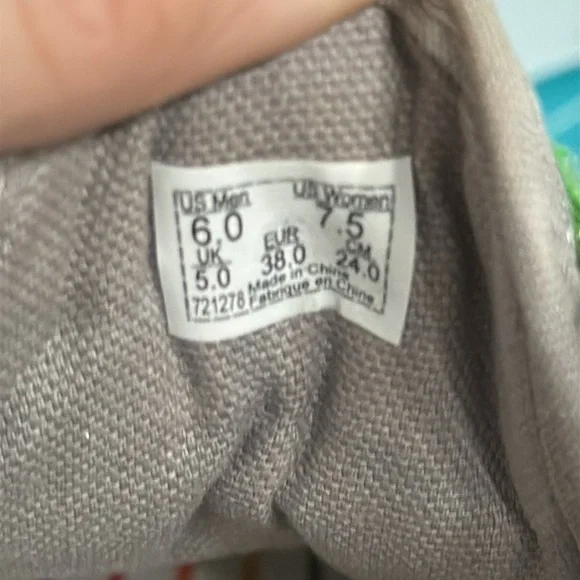 US Men US Women
6.0 7.5
UK EUR CM
5.0 38.0 24.0
Made in China
721278 Fabrique en Chine